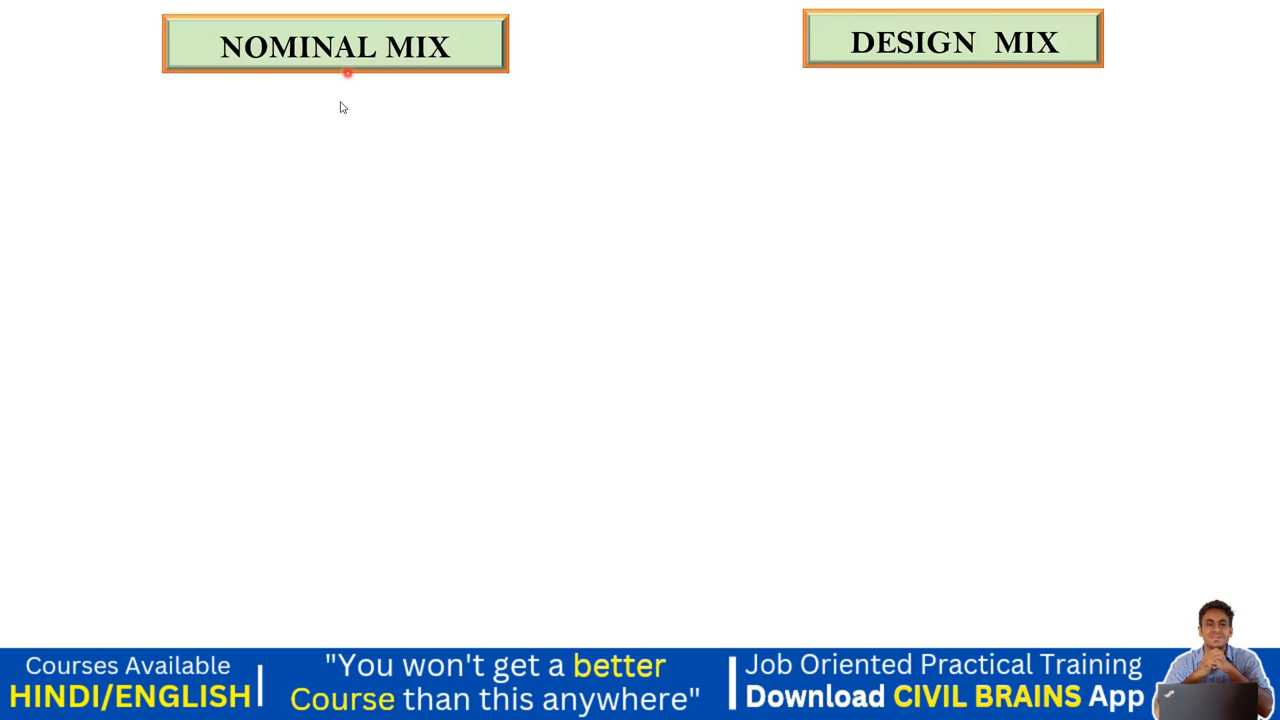 NOMINAL MIX
DESIGN MIX
Courses Available
HINDI/ENGLISH
"You won't get a better
Course than this anywhere"
Job Oriented Practical Training
Download CIVIL BRAINS App